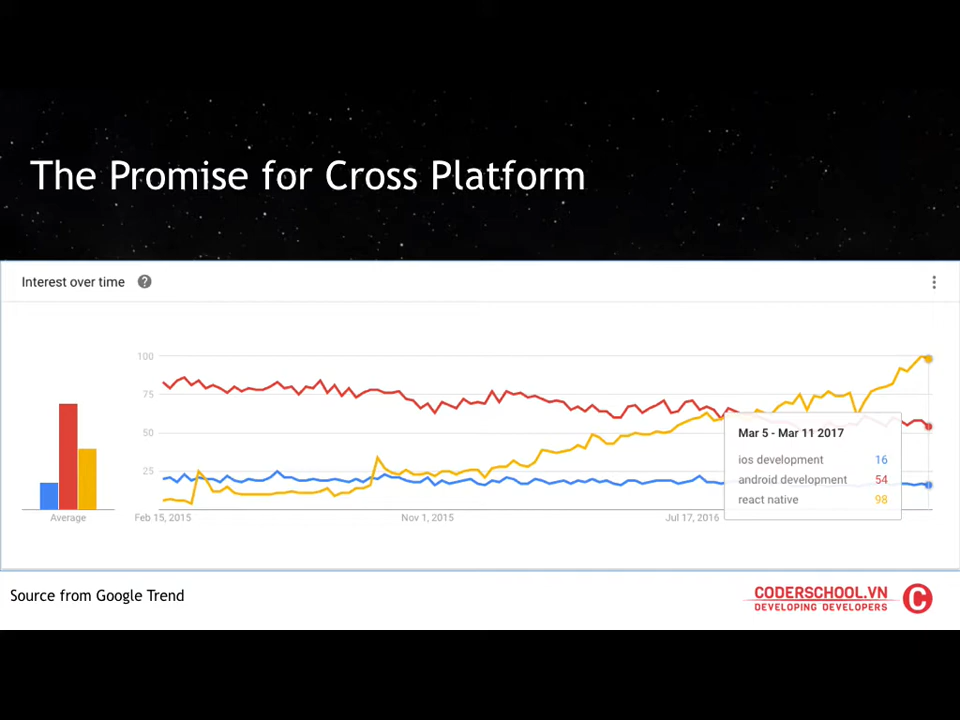 The Promise for Cross Platform
Interest over time ?
100
75
50
25
Average
Feb 15, 2015
Nov 1, 2015
Jul 17, 2016
Mar 5 - Mar 11 2017
ios development 16
android development 54
react native 98
Source from Google Trend
CODERSCHOOL.VN
DEVELOPING DEVELOPERS
C